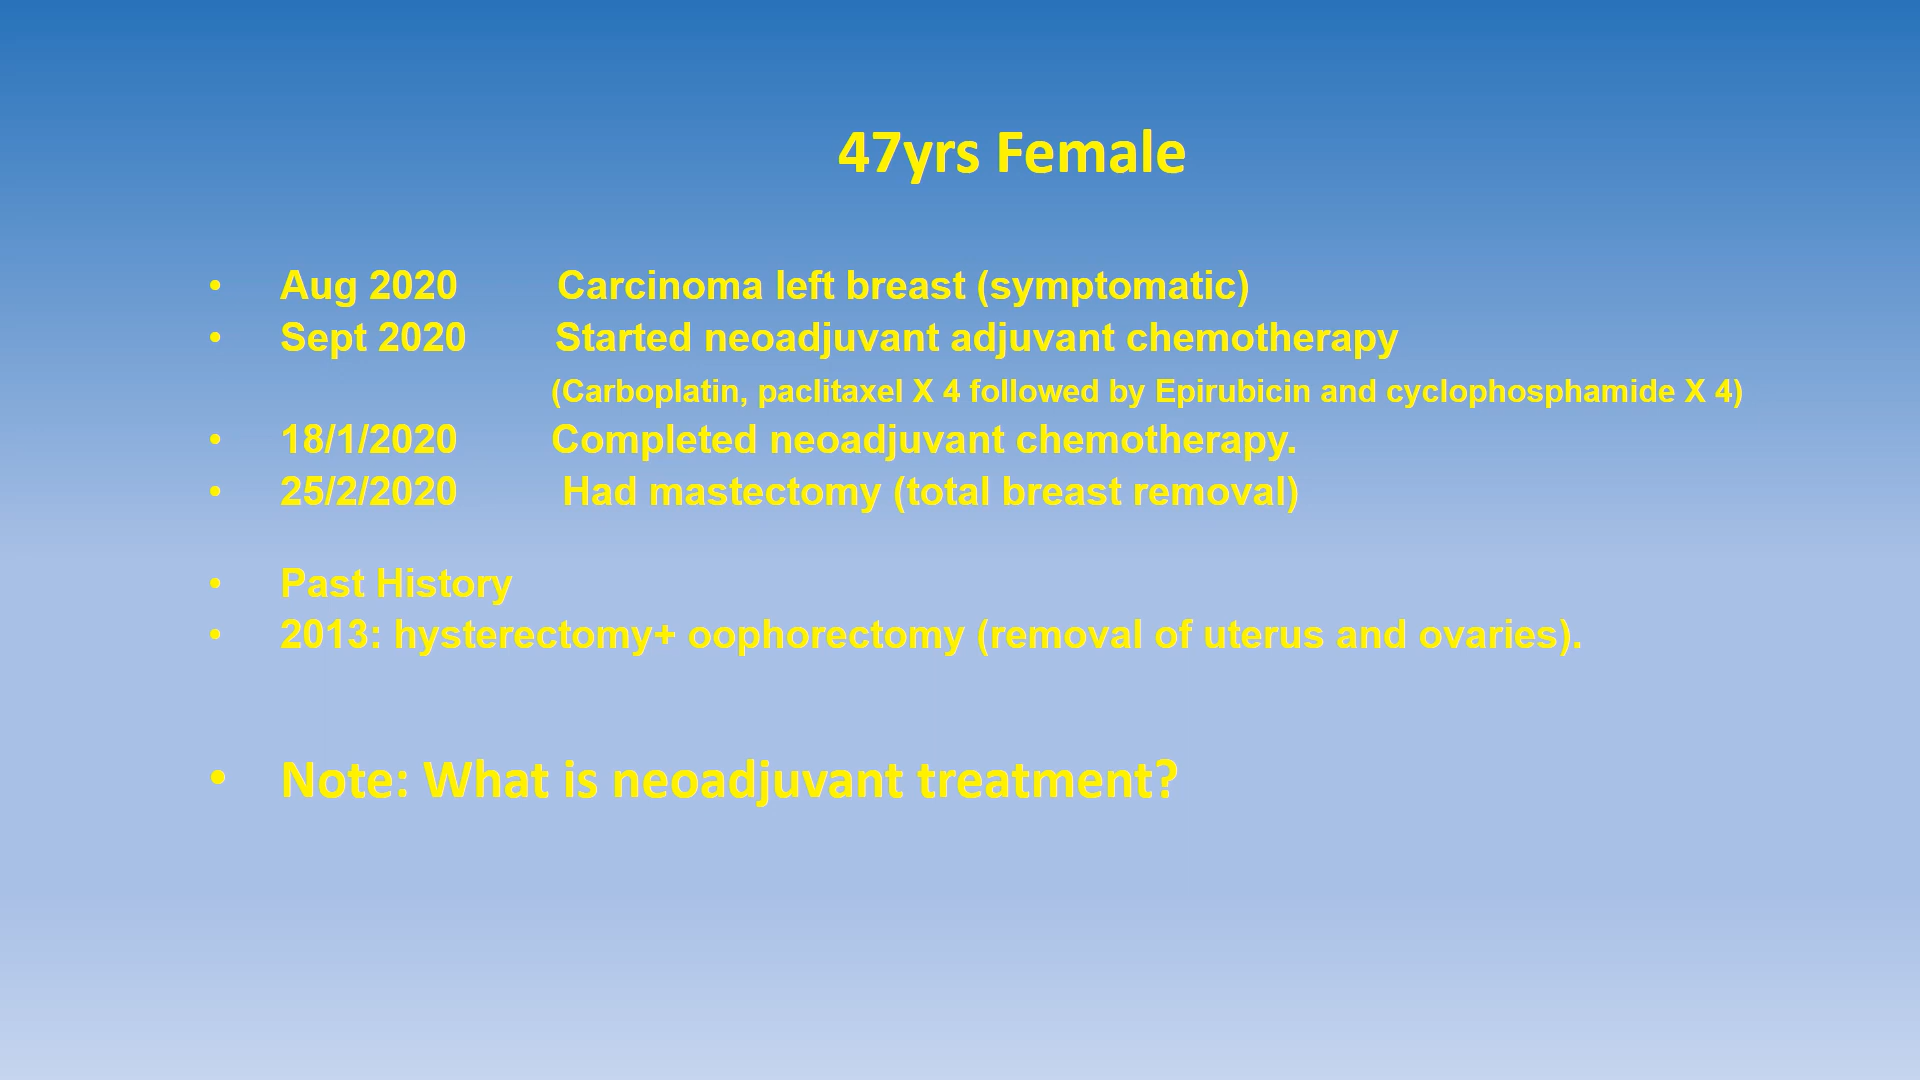 47yrs Female
• Aug 2020 Carcinoma left breast (symptomatic)
• Sept 2020 Started neoadjuvant adjuvant chemotherapy
(Carboplatin, paclitaxel X 4 followed by Epirubicin and cyclophosphamide X 4)
• 18/1/2020 Completed neoadjuvant chemotherapy.
• 25/2/2020 Had mastectomy (total breast removal)
• Past History
• 2013: hysterectomy+ oophorectomy (removal of uterus and ovaries).
• Note: What is neoadjuvant treatment?